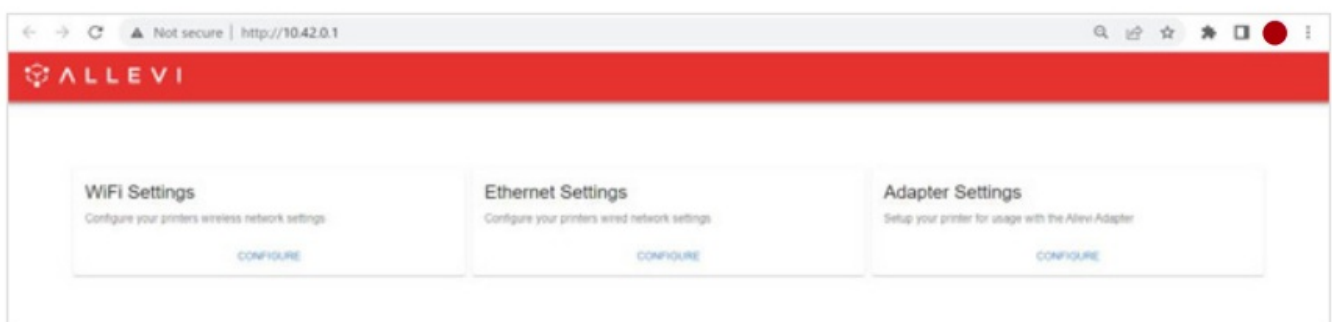 Not secure | http://10.42.0.1
ALLEVI
WiFi Settings
Configure your printers wireless network settings
CONFIGURE
Ethernet Settings
Configure your printers wired network settings
CONFIGURE
Adapter Settings
Setup your printer for usage with the Allevi Adapter
CONFIGURE